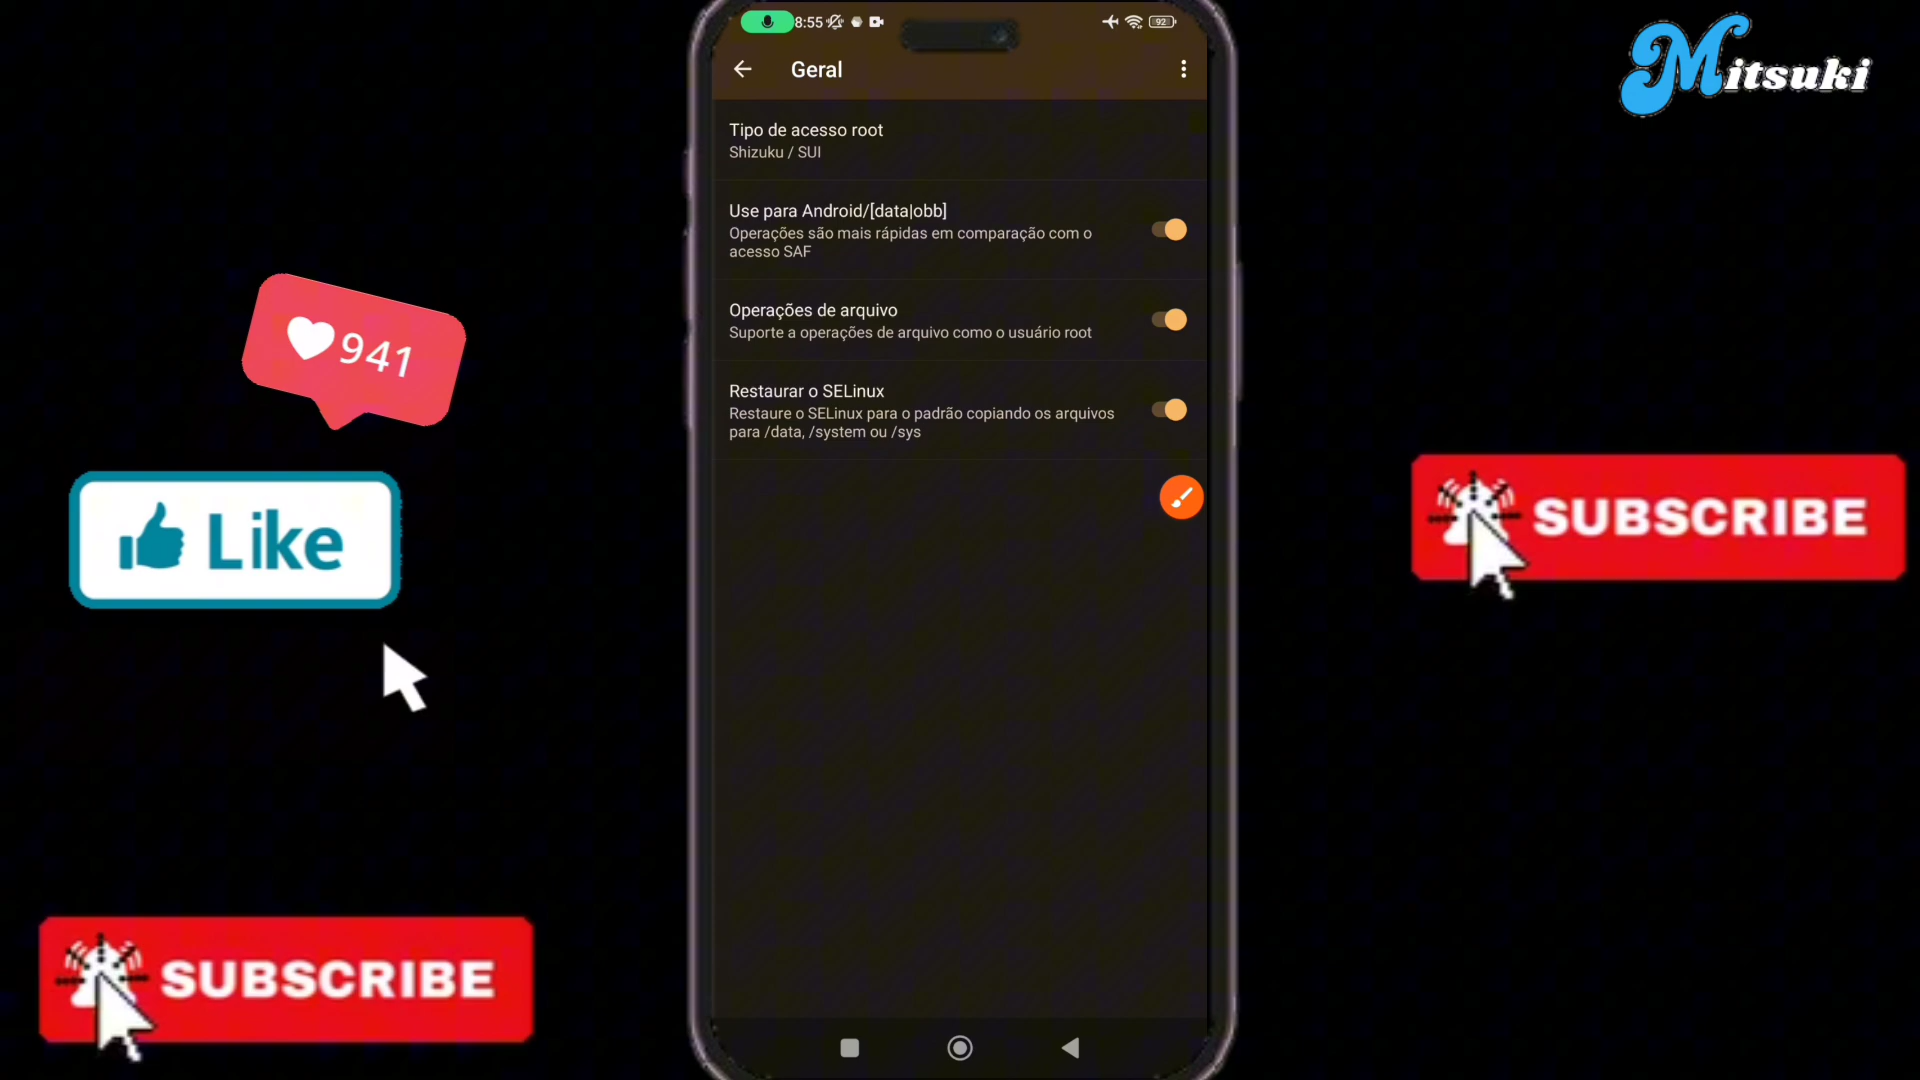 8:55
92
Geral
Mitsuki
Tipo de acesso root
Shizuku / SUI
Use para Android/[data|obb]
Operações são mais rápidas em comparação com o
acesso SAF
Operações de arquivo
Suporte a operações de arquivo como o usuário root
Restaurar o SELinux
Restaure o SELinux para o padrão copiando os arquivos
para /data, /system ou /sys
941
Like
SUBSCRIBE
SUBSCRIBE